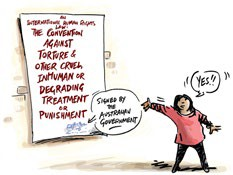 AN
INTERNATIONAL HUMAN RIGHTS
LAW:
THE CONVENTION
AGAINST
TORTURE &
OTHER CRUEL,
INHUMAN OR
DEGRADING
TREATMENT
OR
PUNISHMENT
SIGNED BY
THE
AUSTRALIAN
GOVERNMENT
YES!!